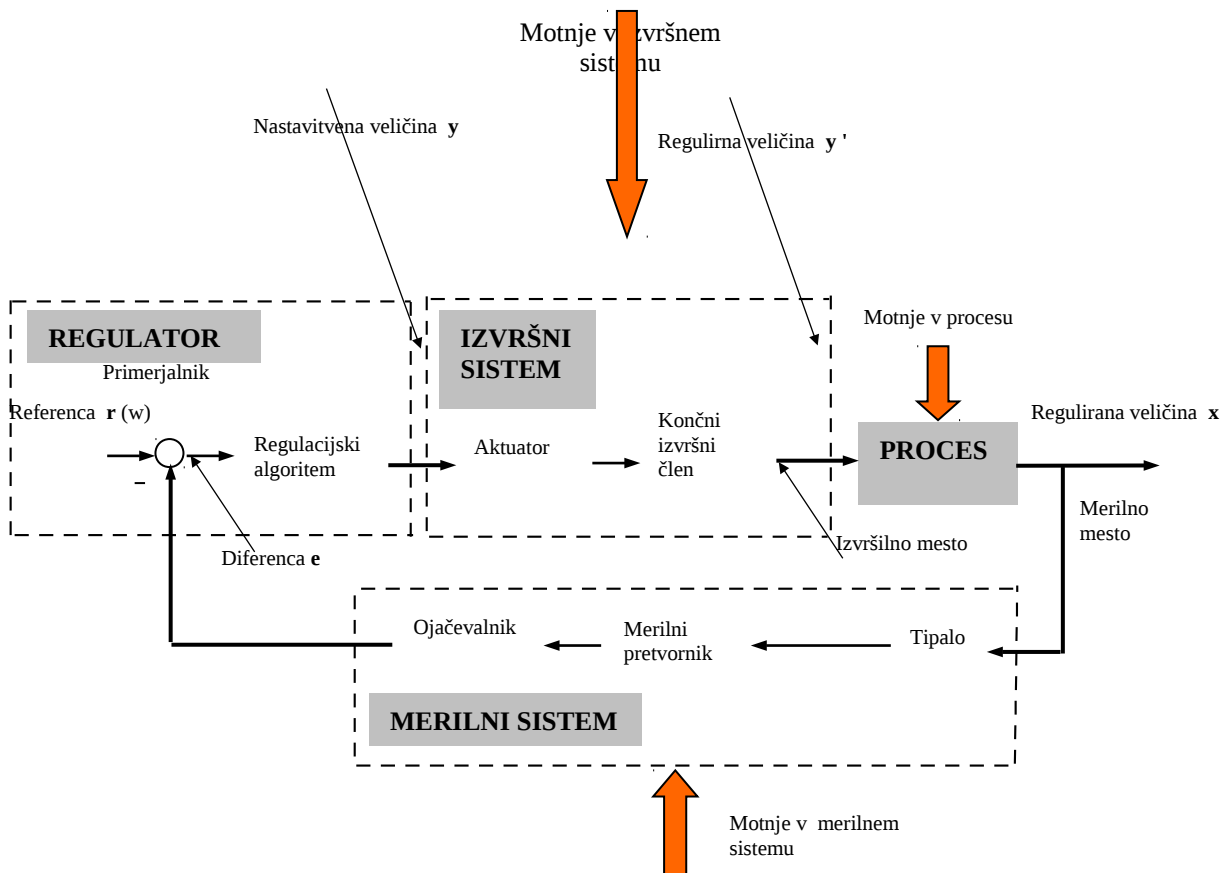 Motnje v izvršnem
sistemu
Nastavitvena veličina y
Regulirna veličina y '
Motnje v procesu
REGULATOR
Primerjalnik
Referenca r (w)
–
Regulacijski
algoritem
Diferenca e
IZVRŠNI
SISTEM
Aktuator
Končni
izvršni
člen
Izvršilno mesto
PROCES
Regulirana veličina x
Merilno
mesto
Ojačevalnik
Merilni
pretvornik
Tipalo
MERILNI SISTEM
Motnje v merilnem
sistemu